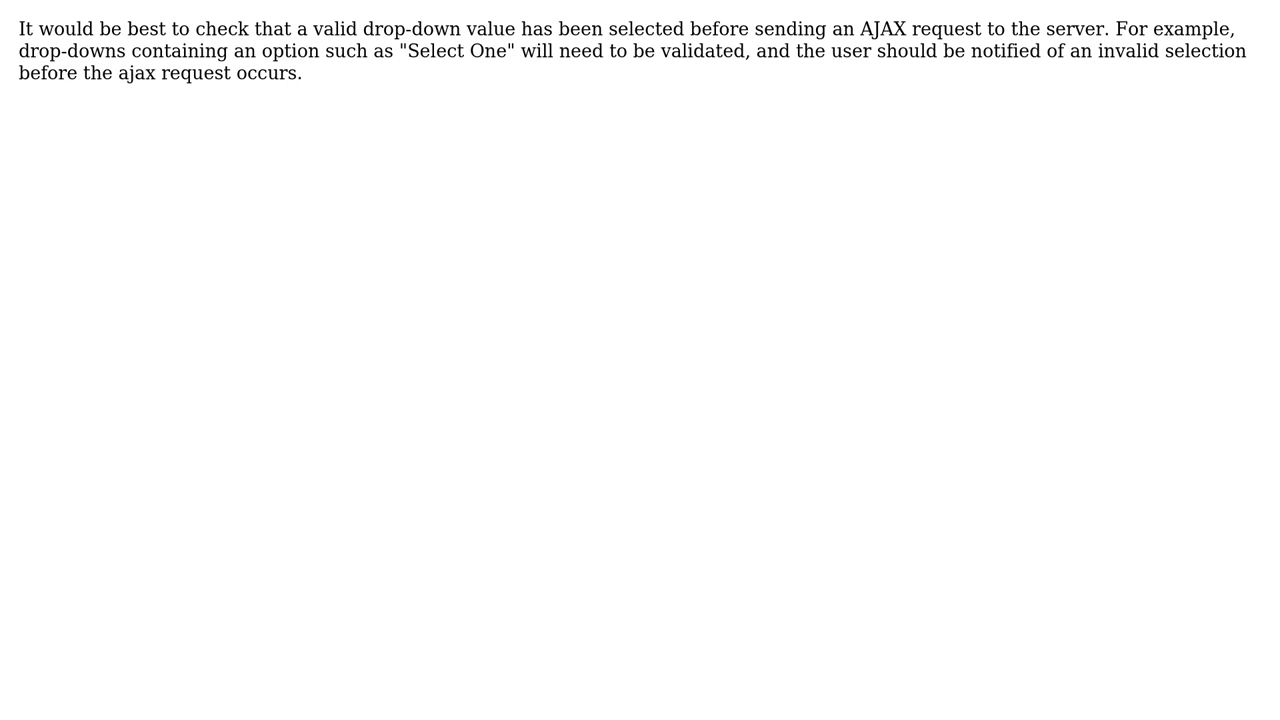 It would be best to check that a valid drop-down value has been selected before sending an AJAX request to the server. For example,
drop-downs containing an option such as "Select One" will need to be validated, and the user should be notified of an invalid selection
before the ajax request occurs.